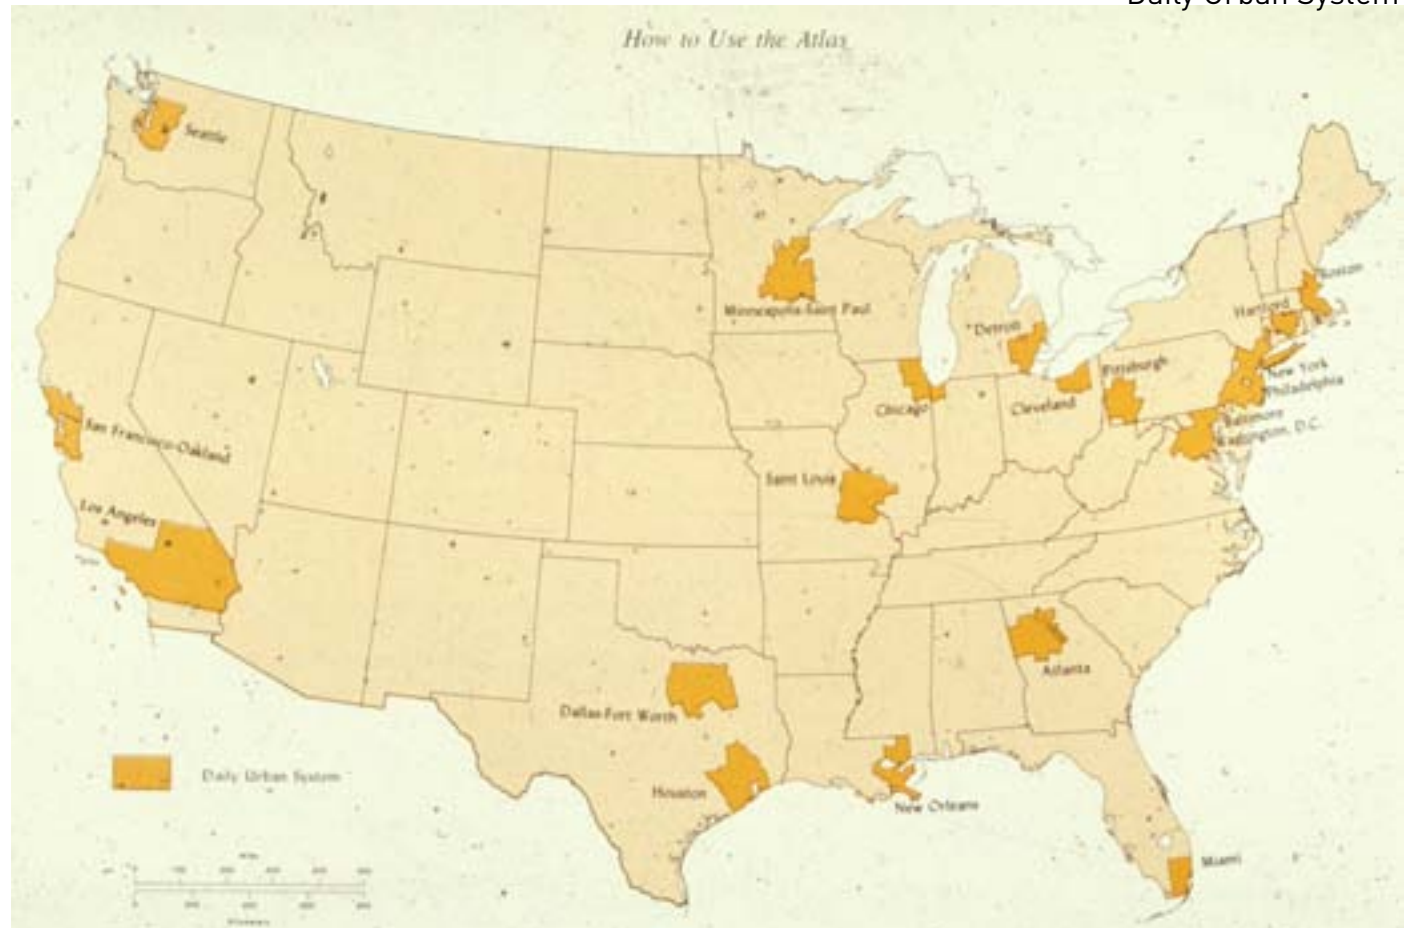 Daily Urban System
How to Use the Atlas
Seattle
Boston
Minneapolis-Saint Paul
Hartford
Detroit
Pittsburgh
New York
Philadelphia
Chicago
Cleveland
Baltimore
Washington, D.C.
San Francisco-Oakland
Saint Louis
Los Angeles
Atlanta
Dallas-Fort Worth
Daily Urban System
Houston
New Orleans
Miami